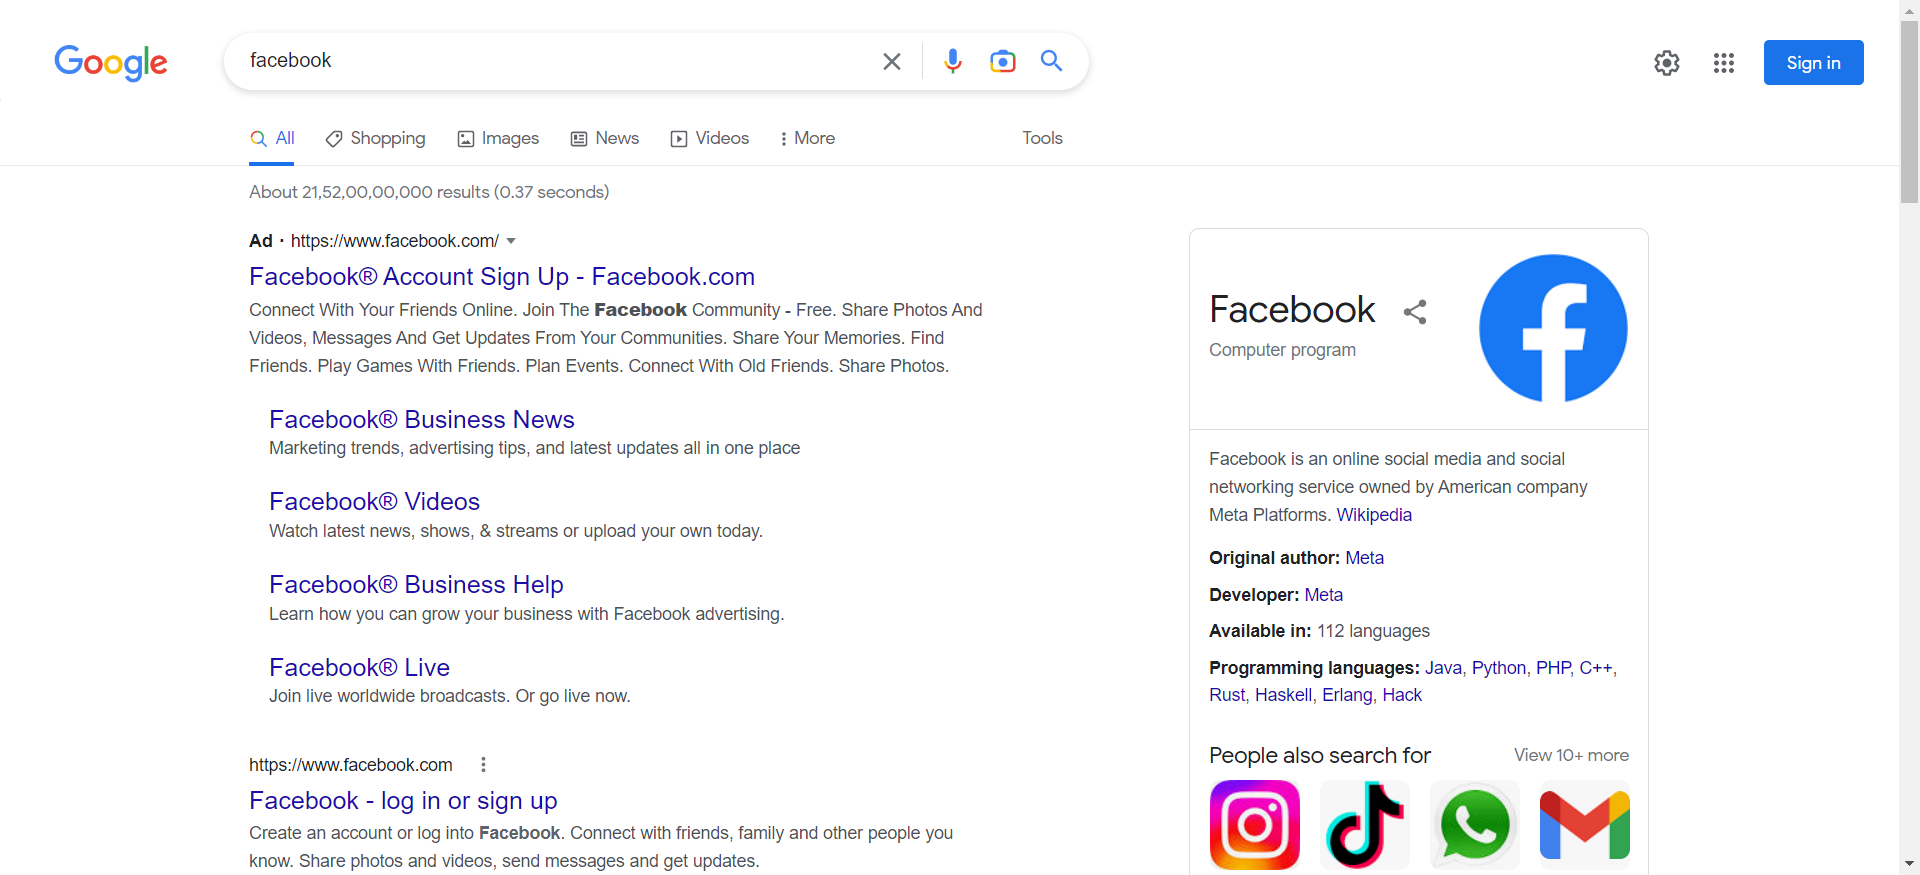 Google
facebook
Sign in
All
Shopping
Images
News
Videos
More
Tools
About 21,52,00,00,000 results (0.37 seconds)
Ad · https://www.facebook.com/
Facebook® Account Sign Up - Facebook.com
Connect With Your Friends Online. Join The Facebook Community - Free. Share Photos And
Videos, Messages And Get Updates From Your Communities. Share Your Memories. Find
Friends. Play Games With Friends. Plan Events. Connect With Old Friends. Share Photos.
Facebook® Business News
Marketing trends, advertising tips, and latest updates all in one place
Facebook® Videos
Watch latest news, shows, & streams or upload your own today.
Facebook® Business Help
Learn how you can grow your business with Facebook advertising.
Facebook® Live
Join live worldwide broadcasts. Or go live now.
https://www.facebook.com
Facebook - log in or sign up
Create an account or log into Facebook. Connect with friends, family and other people you
know. Share photos and videos, send messages and get updates.
Facebook
Computer program
Facebook is an online social media and social
networking service owned by American company
Meta Platforms. Wikipedia
Original author: Meta
Developer: Meta
Available in: 112 languages
Programming languages: Java, Python, PHP, C++,
Rust, Haskell, Erlang, Hack
People also search for
View 10+ more